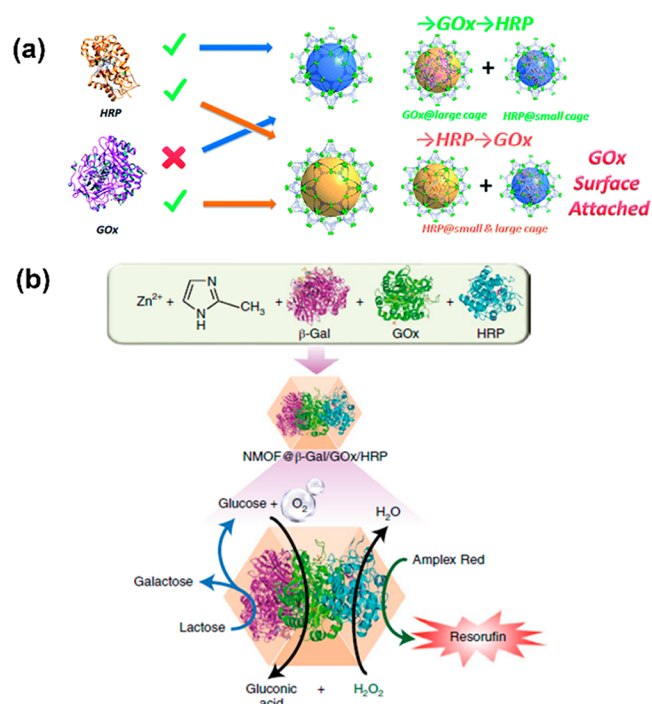 (a)
HRP
GOx
→GOx→HRP
+
GOx@large cage HRP@small cage
→HRP→GOx
+
HRP@small & large cage
GOx
Surface
Attached
(b)
Zn²⁺ + N N H CH₃ + β-Gal + GOx + HRP
NMOF@β-Gal/GOx/HRP
Glucose + O₂
H₂O
Galactose
Amplex Red
Lactose
Resorufin
Gluconic + H₂O₂
acid